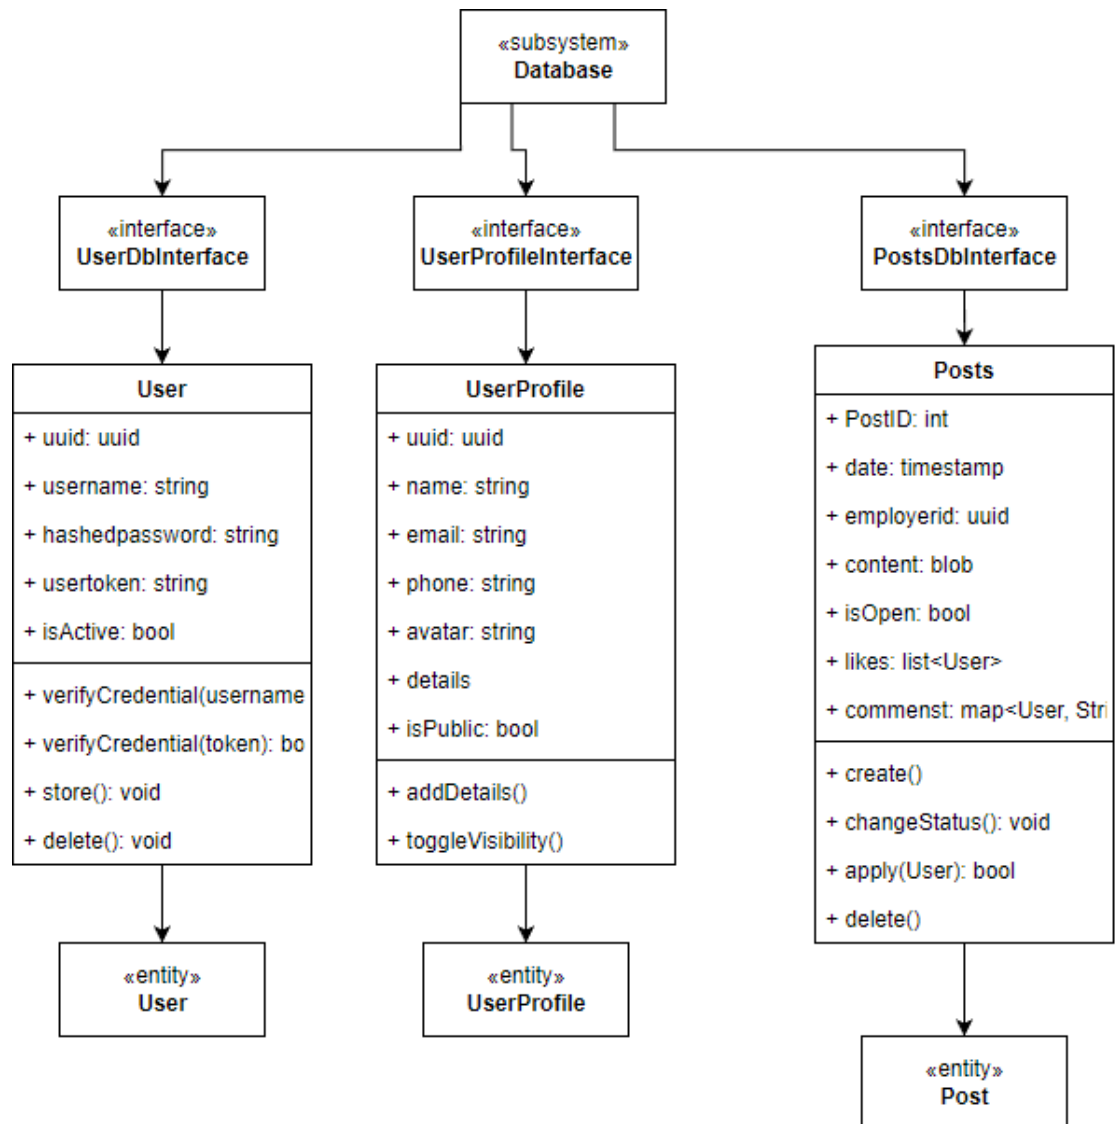 «subsystem»
Database
«interface»
UserDbInterface
«interface»
UserProfileInterface
«interface»
PostsDbInterface
User
+ uuid: uuid
+ username: string
+ hashedpassword: string
+ usertoken: string
+ isActive: bool
+ verifyCredential(username
+ verifyCredential(token): bo
+ store(): void
+ delete(): void
UserProfile
+ uuid: uuid
+ name: string
+ email: string
+ phone: string
+ avatar: string
+ details
+ isPublic: bool
+ addDetails()
+ toggleVisibility()
Posts
+ PostID: int
+ date: timestamp
+ employerid: uuid
+ content: blob
+ isOpen: bool
+ likes: list<User>
+ commenst: map<User, Stri
+ create()
+ changeStatus(): void
+ apply(User): bool
+ delete()
«entity»
User
«entity»
UserProfile
«entity»
Post